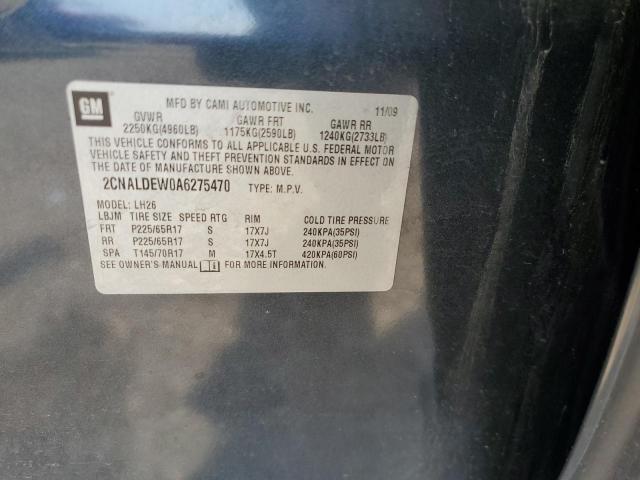 GM
MFD BY CAMI AUTOMOTIVE INC. 11/09
GVWR GAWR FRT GAWR RR
2250KG(4960LB) 1175KG(2590LB) 1240KG(2733LB)
THIS VEHICLE CONFORMS TO ALL APPLICABLE U.S. FEDERAL MOTOR
VEHICLE SAFETY AND THEFT PREVENTION STANDARDS IN EFFECT ON
THE DATE OF MANUFACTURE SHOWN ABOVE.
2CNALDEW0A6275470 TYPE: M.P.V.
MODEL: LH26
LBJM TIRE SIZE SPEED RTG RIM COLD TIRE PRESSURE
FRT P225/65R17 S 17X7J 240KPA(35PSI)
RR P225/65R17 S 17X7J 240KPA(35PSI)
SPA T145/70R17 M 17X4.5T 420KPA(60PSI)
SEE OWNER'S MANUAL FOR MORE INFORMATION.